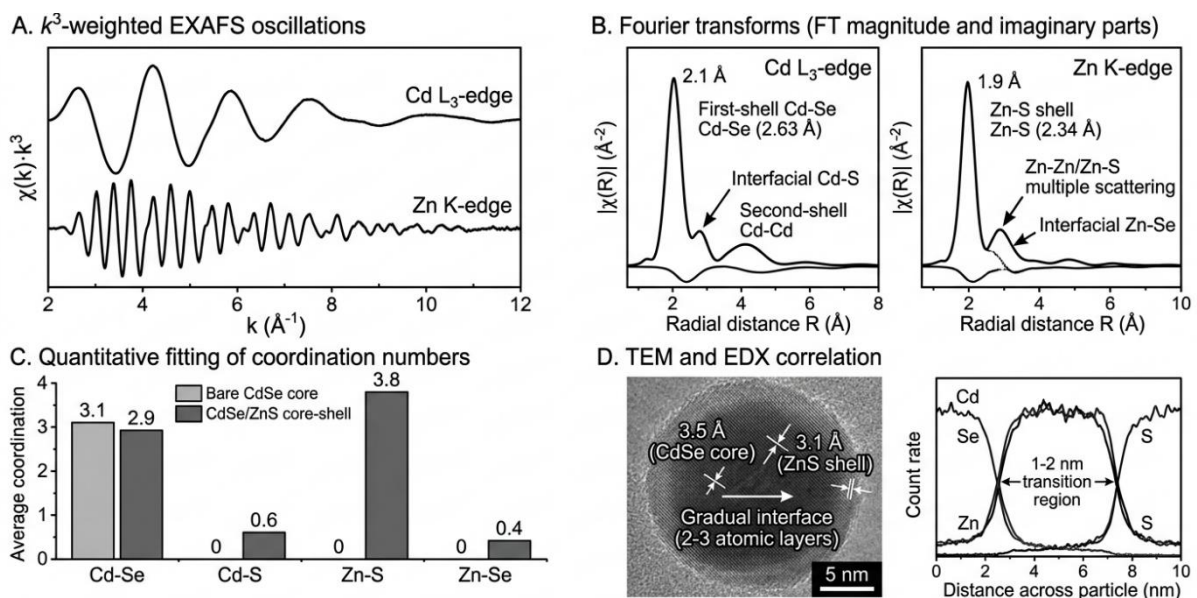 A. k³-weighted EXAFS oscillations
χ(k)·k³
Cd L₃-edge
Zn K-edge
2 4 6 8 10 12
k (Å⁻¹)
B. Fourier transforms (FT magnitude and imaginary parts)
|χ(R)| (Å⁻²)
2.1 Å
Cd L₃-edge
First-shell Cd-Se
Cd-Se (2.63 Å)
Interfacial Cd-S
Second-shell
Cd-Cd
2 4 6 8
Radial distance R (Å)
|χ(R)| (Å⁻²)
1.9 Å
Zn K-edge
Zn-S shell
Zn-S (2.34 Å)
Zn-Zn/Zn-S
multiple scattering
Interfacial Zn-Se
0 2 4 6 8 10
Radial distance R (Å)
C. Quantitative fitting of coordination numbers
Average coordination
4
3
2
1
0
Bare CdSe core
CdSe/ZnS core-shell
3.1
2.9
0
0.6
0
3.8
0
0.4
Cd-Se Cd-S Zn-S Zn-Se
D. TEM and EDX correlation
3.5 Å
(CdSe core)
3.1 Å
(ZnS shell)
Gradual interface
(2-3 atomic layers)
5 nm
Count rate
Cd
Se
S
1-2 nm
transition
region
Zn
S
0 2 4 6 8 10
Distance across particle (nm)